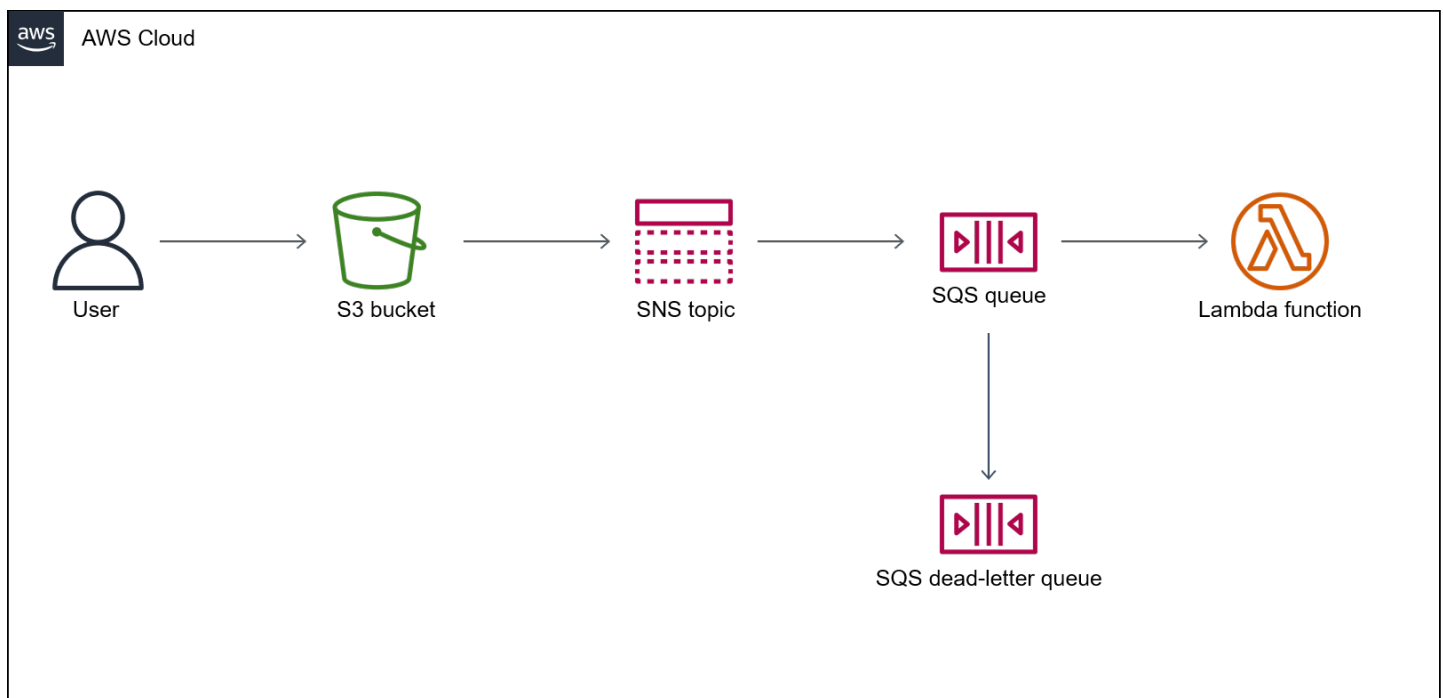 aws
AWS Cloud
User
S3 bucket
SNS topic
SQS queue
Lambda function
SQS dead-letter queue